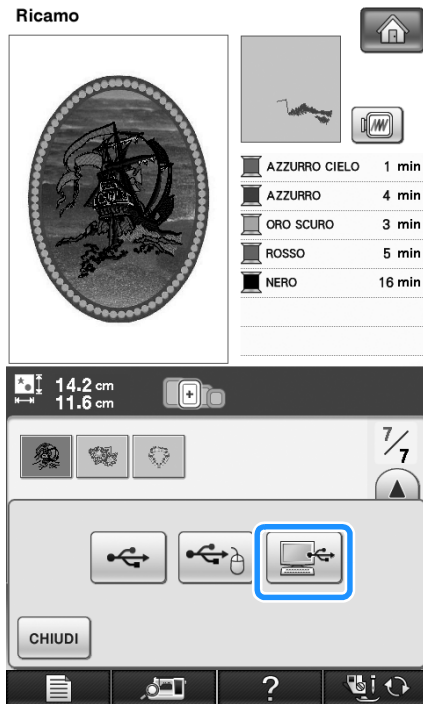 Ricamo
AZZURRO CIELO 1 min
AZZURRO 4 min
ORO SCURO 3 min
ROSSO 5 min
NERO 16 min
14.2 cm
11.6 cm
7/7
CHIUDI
?